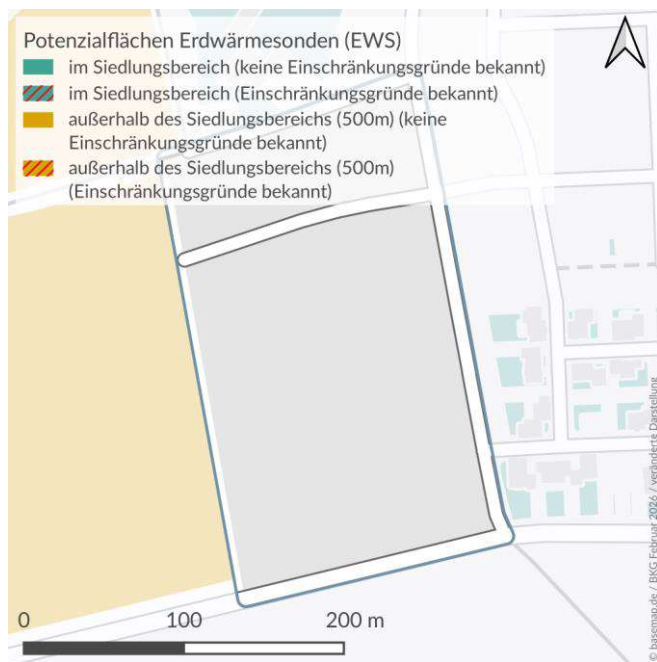 Potenzialflächen Erdwärmesonden (EWS)
im Siedlungsbereich (keine Einschränkungsgründe bekannt)
im Siedlungsbereich (Einschränkungsgründe bekannt)
außerhalb des Siedlungsbereichs (500m) (keine
Einschränkungsgründe bekannt)
außerhalb des Siedlungsbereichs (500m)
(Einschränkungsgründe bekannt)
0 100 200 m
© basemap.de / BKG Februar 2026 / veränderte Darstellung